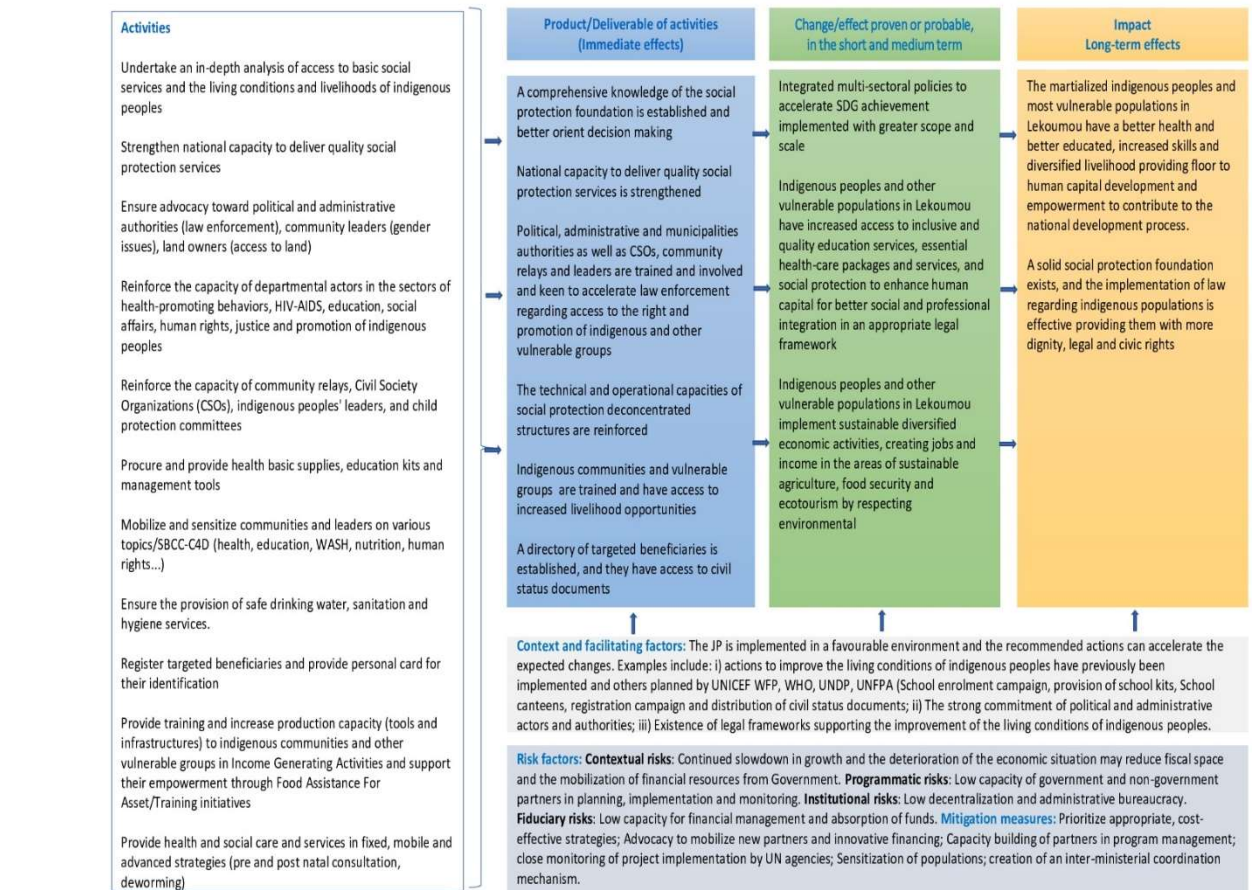 Activities
Undertake an in-depth analysis of access to basic social
services and the living conditions and livelihoods of indigenous
peoples
Strengthen national capacity to deliver quality social
protection services
Ensure advocacy toward political and administrative
authorities (law enforcement), community leaders (gender
issues), land owners (access to land)
Reinforce the capacity of departmental actors in the sectors of
health-promoting behaviors, HIV-AIDS, education, social
affairs, human rights, justice and promotion of indigenous
peoples
Reinforce the capacity of community relays, Civil Society
Organizations (CSOs), indigenous peoples' leaders, and child
protection committees
Procure and provide health basic supplies, education kits and
management tools
Mobilize and sensitize communities and leaders on various
topics/SBCC-C4D (health, education, WASH, nutrition, human
rights...)
Ensure the provision of safe drinking water, sanitation and
hygiene services.
Register targeted beneficiaries and provide personal card for
their identification
Provide training and increase production capacity (tools and
infrastructures) to indigenous communities and other
vulnerable groups in Income Generating Activities and support
their empowerment through Food Assistance For
Asset/Training initiatives
Provide health and social care and services in fixed, mobile and
advanced strategies (pre and post natal consultation,
deworming)
Product/Deliverable of activities
(Immediate effects)
A comprehensive knowledge of the social
protection foundation is established and
better orient decision making
National capacity to deliver quality social
protection services is strengthened
Political, administrative and municipalities
authorities as well as CSOs, community
relays and leaders are trained and involved
and keen to accelerate law enforcement
regarding access to the right and
promotion of indigenous and other
vulnerable groups
The technical and operational capacities of
social protection deconcentrated
structures are reinforced
Indigenous communities and vulnerable
groups are trained and have access to
increased livelihood opportunities
A directory of targeted beneficiaries is
established, and they have access to civil
status documents
Change/effect proven or probable,
in the short and medium term
Integrated multi-sectoral policies to
accelerate SDG achievement
implemented with greater scope and
scale
Indigenous peoples and other
vulnerable populations in Lekoumou
have increased access to inclusive and
quality education services, essential
health-care packages and services, and
social protection to enhance human
capital for better social and professional
integration in an appropriate legal
framework
Indigenous peoples and other
vulnerable populations in Lekoumou
implement sustainable diversified
economic activities, creating jobs and
income in the areas of sustainable
agriculture, food security and
ecotourism by respecting
environmental
Impact
Long-term effects
The martialized indigenous peoples and
most vulnerable populations in
Lekoumou have a better health and
better educated, increased skills and
diversified livelihood providing floor to
human capital development and
empowerment to contribute to the
national development process.
A solid social protection foundation
exists, and the implementation of law
regarding indigenous populations is
effective providing them with more
dignity, legal and civic rights
Context and facilitating factors: The JP is implemented in a favourable environment and the recommended actions can accelerate the
expected changes. Examples include: i) actions to improve the living conditions of indigenous peoples have previously been
implemented and others planned by UNICEF WFP, WHO, UNDP, UNFPA (School enrolment campaign, provision of school kits, School
canteens, registration campaign and distribution of civil status documents; ii) The strong commitment of political and administrative
actors and authorities; iii) Existence of legal frameworks supporting the improvement of the living conditions of indigenous peoples.
Risk factors: Contextual risks: Continued slowdown in growth and the deterioration of the economic situation may reduce fiscal space
and the mobilization of financial resources from Government. Programmatic risks: Low capacity of government and non-government
partners in planning, implementation and monitoring. Institutional risks: Low decentralization and administrative bureaucracy.
Fiduciary risks: Low capacity for financial management and absorption of funds. Mitigation measures: Prioritize appropriate, cost-
effective strategies; Advocacy to mobilize new partners and innovative financing; Capacity building of partners in program management;
close monitoring of project implementation by UN agencies; Sensitization of populations; creation of an inter-ministerial coordination
mechanism.